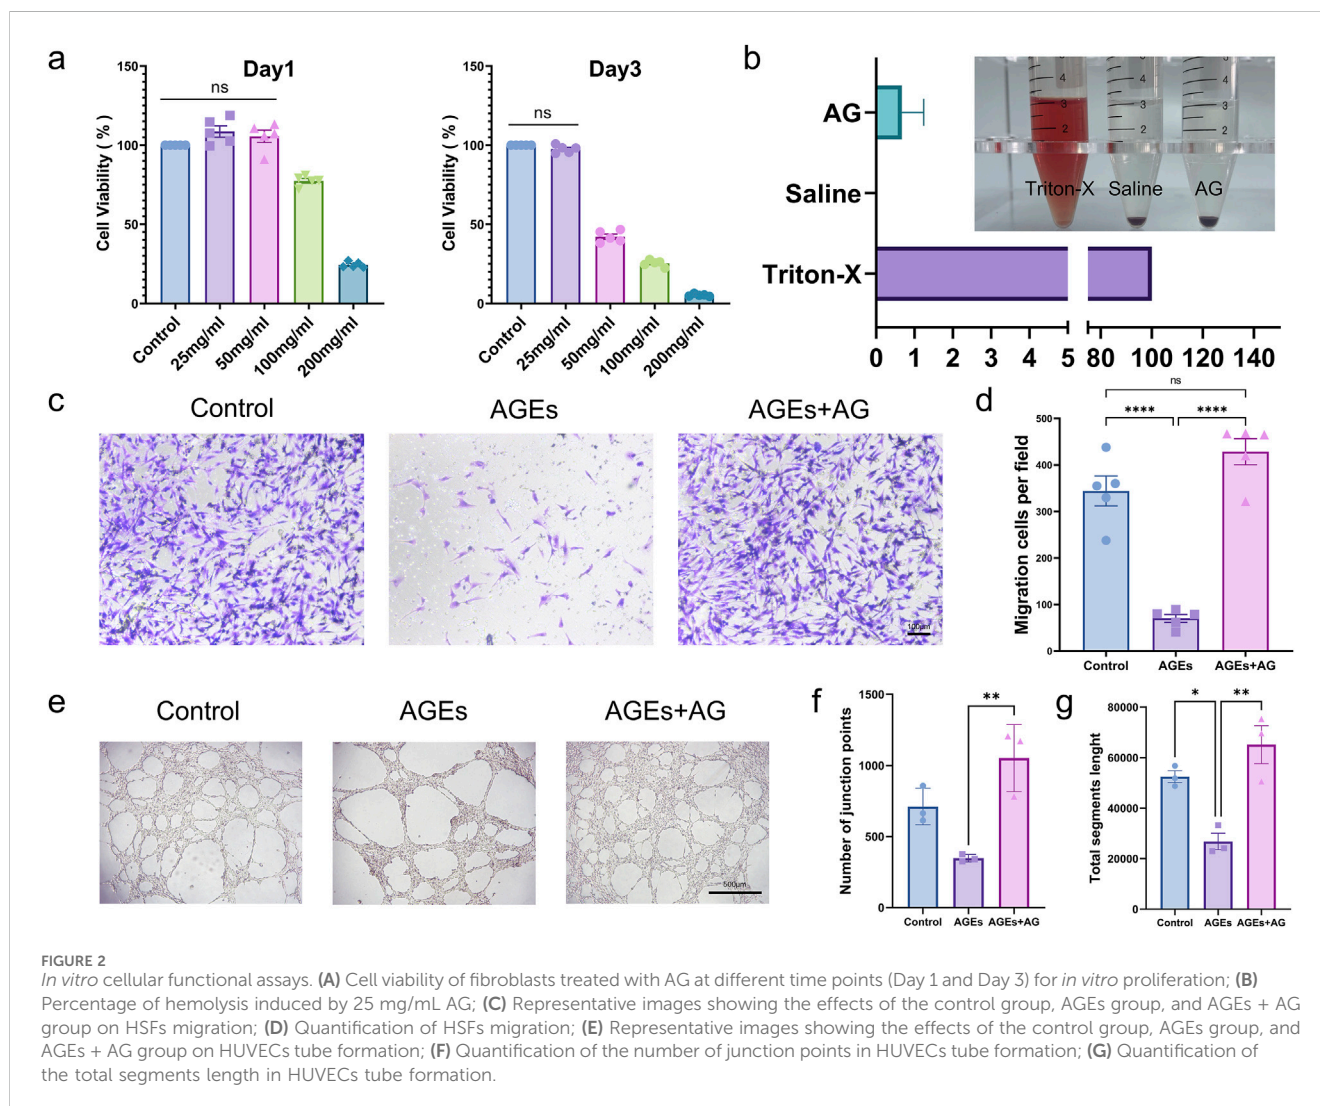 a
Day1
Cell Viability ( % )
150
100
50
0
ns
Control
25mg/ml
50mg/ml
100mg/ml
200mg/ml
Day3
Cell Viability ( % )
150
100
50
0
ns
Control
25mg/ml
50mg/ml
100mg/ml
200mg/ml
b
AG
Saline
Triton-X
0 1 2 3 4 5 80 100 120 140
4
3
2
4
3
2
4
3
2
Triton-X Saline AG
c
Control AGEs AGEs+AG
100μm
d
ns
**** ****
Migration cells per field
500
400
300
200
100
0
Control AGEs AGEs+AG
e
Control AGEs AGEs+AG
500μm
f
**
Number of junction points
1500
1000
500
0
Control AGEs AGEs+AG
g
* **
Total segments lenght
80000
60000
40000
20000
0
Control AGEs AGEs+AG
FIGURE 2
In vitro cellular functional assays. (A) Cell viability of fibroblasts treated with AG at different time points (Day 1 and Day 3) for in vitro proliferation; (B)
Percentage of hemolysis induced by 25 mg/mL AG; (C) Representative images showing the effects of the control group, AGEs group, and AGEs + AG
group on HSFs migration; (D) Quantification of HSFs migration; (E) Representative images showing the effects of the control group, AGEs group, and
AGEs + AG group on HUVECs tube formation; (F) Quantification of the number of junction points in HUVECs tube formation; (G) Quantification of
the total segments length in HUVECs tube formation.